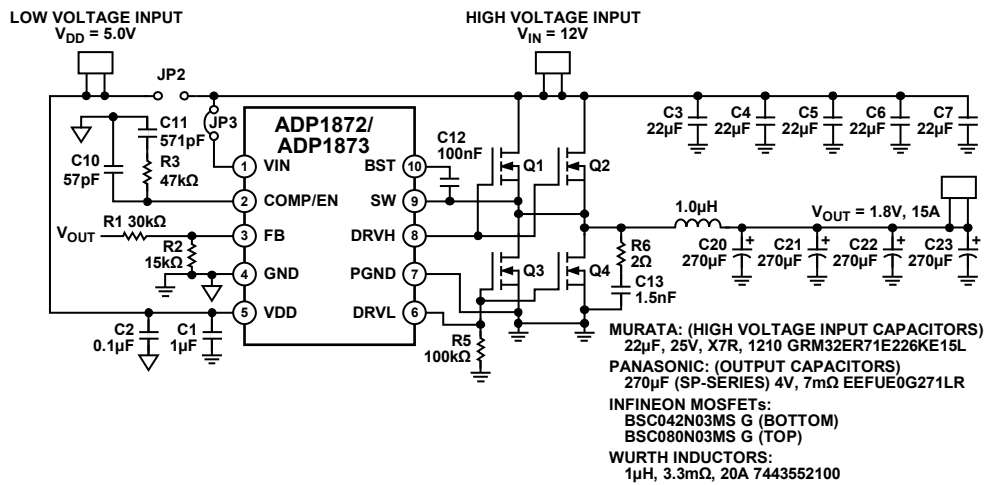 LOW VOLTAGE INPUT
VDD = 5.0V
HIGH VOLTAGE INPUT
VIN = 12V
JP2
JP3
C11
571pF
C10
57pF
R3
47kΩ
ADP1872/
ADP1873
1 VIN
2 COMP/EN
3 FB
4 GND
5 VDD
BST 10
SW 9
DRVH 8
PGND 7
DRVL 6
C12
100nF
Q1
Q2
Q3
Q4
C3
22µF
C4
22µF
C5
22µF
C6
22µF
C7
22µF
VOUT
R1 30kΩ
R2
15kΩ
C2
0.1µF
C1
1µF
R5
100kΩ
1.0µH
R6
2Ω
C13
1.5nF
VOUT = 1.8V, 15A
C20 +
270µF
C21 +
270µF
C22 +
270µF
C23 +
270µF
MURATA: (HIGH VOLTAGE INPUT CAPACITORS)
22µF, 25V, X7R, 1210 GRM32ER71E226KE15L
PANASONIC: (OUTPUT CAPACITORS)
270µF (SP-SERIES) 4V, 7mΩ EEFUE0G271LR
INFINEON MOSFETs:
BSC042N03MS G (BOTTOM)
BSC080N03MS G (TOP)
WURTH INDUCTORS:
1µH, 3.3mΩ, 20A 7443552100